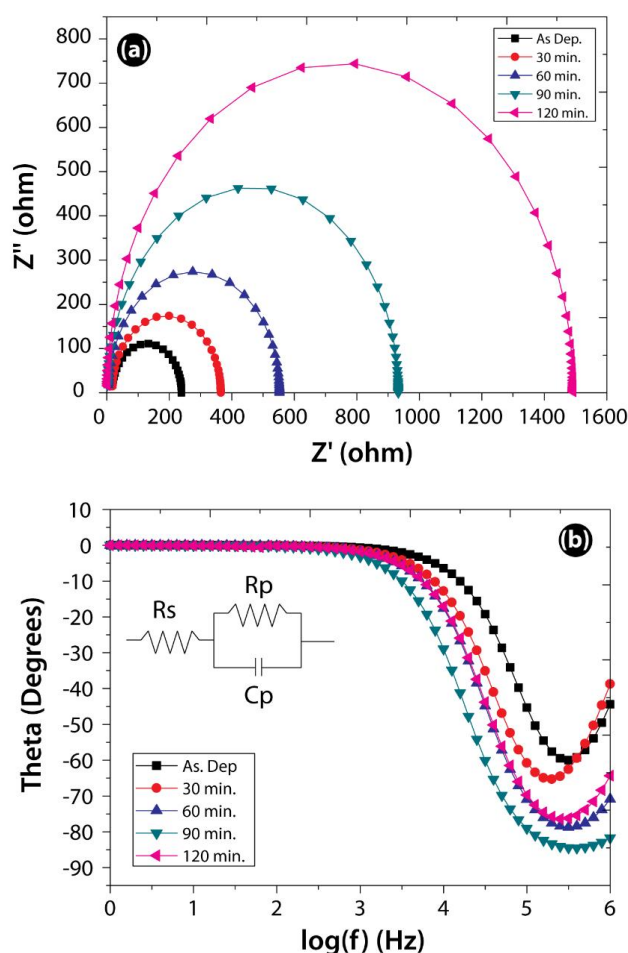 (a)
800
700
600
500
400
300
200
100
0
Z" (ohm)
As Dep.
30 min.
60 min.
90 min.
120 min.
0 200 400 600 800 1000 1200 1400 1600
Z' (ohm)
(b)
10
0
-10
-20
-30
-40
-50
-60
-70
-80
-90
Theta (Degrees)
Rs
Rp
Cp
As. Dep
30 min.
60 min.
90 min.
120 min.
0 1 2 3 4 5 6
log(f) (Hz)